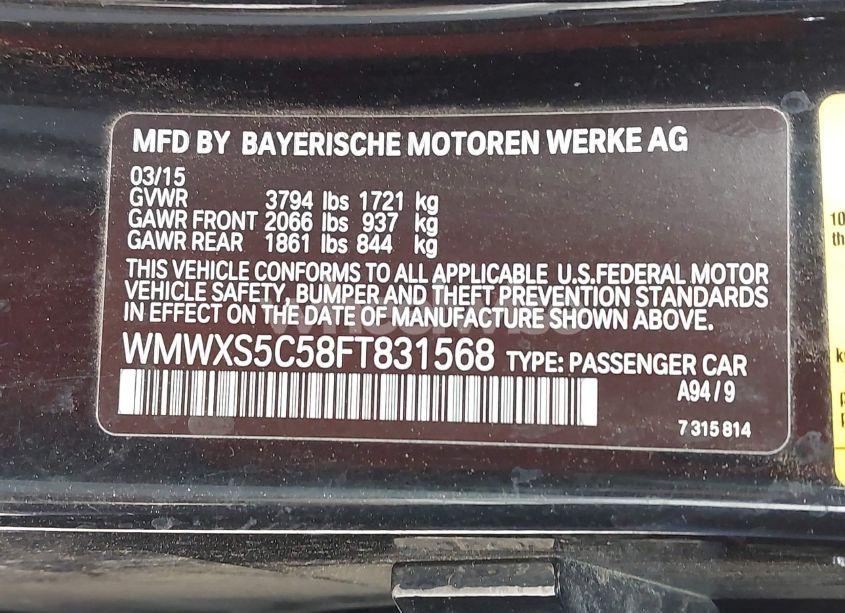 MFD BY BAYERISCHE MOTOREN WERKE AG
03/15
GVWR 3794 lbs 1721 kg
GAWR FRONT 2066 lbs 937 kg
GAWR REAR 1861 lbs 844 kg
THIS VEHICLE CONFORMS TO ALL APPLICABLE U.S.FEDERAL MOTOR
VEHICLE SAFETY, BUMPER AND THEFT PREVENTION STANDARDS
IN EFFECT ON THE DATE OF MANUFACTURE SHOWN ABOVE.
WMWXS5C58FT831568 TYPE: PASSENGER CAR
A94/9
7 315 814
10
th